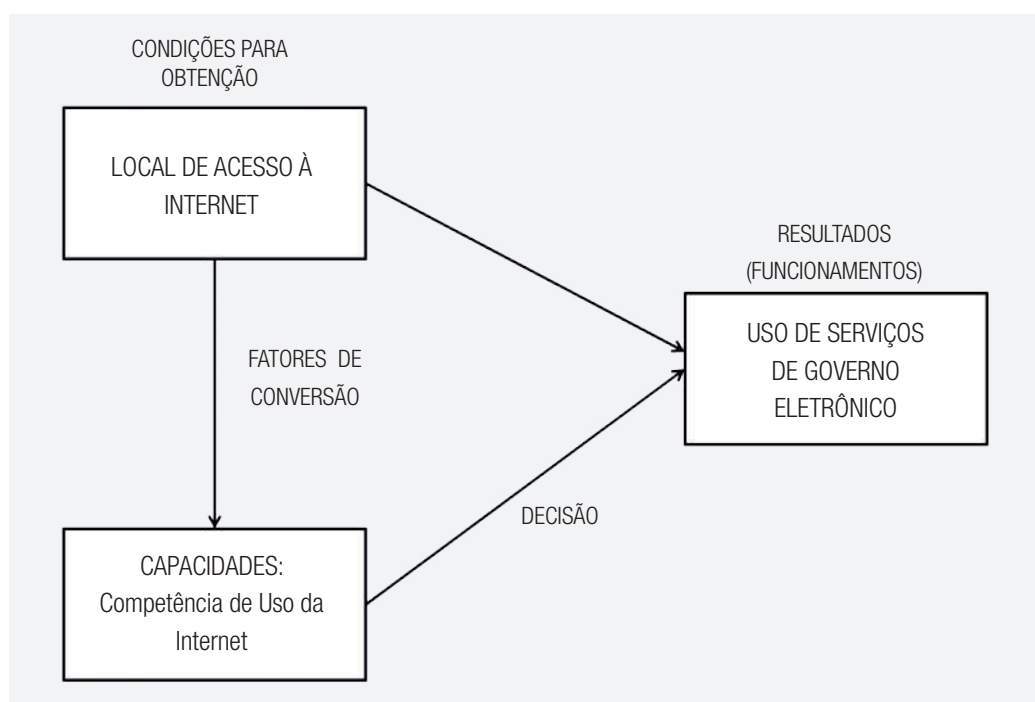 CONDIÇÕES PARA
OBTENÇÃO
LOCAL DE ACESSO À
INTERNET
RESULTADOS
(FUNCIONAMENTOS)
USO DE SERVIÇOS
DE GOVERNO
ELETRÔNICO
FATORES DE
CONVERSÃO
DECISÃO
CAPACIDADES:
Competência de Uso da
Internet